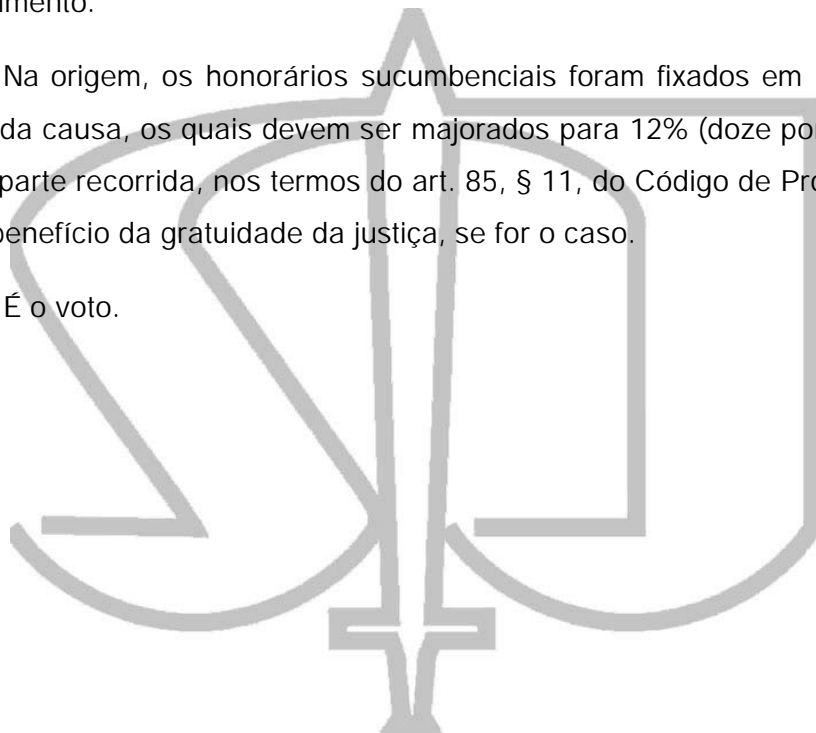 imento.
Na origem, os honorários sucumbenciais foram fixados em
da causa, os quais devem ser majorados para 12% (doze por
parte recorrida, nos termos do art. 85, § 11, do Código de Pro
benefício da gratuidade da justiça, se for o caso.
É o voto.